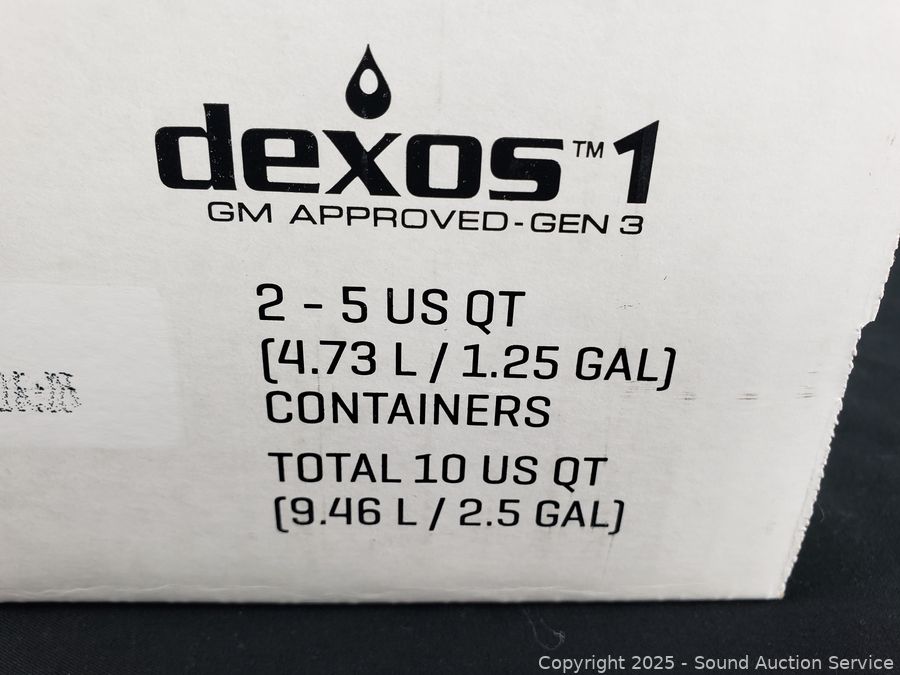 dexos™1
GM APPROVED-GEN 3
2 - 5 US QT
(4.73 L / 1.25 GAL)
CONTAINERS
TOTAL 10 US QT
(9.46 L / 2.5 GAL)
Copyright 2025 - Sound Auction Service